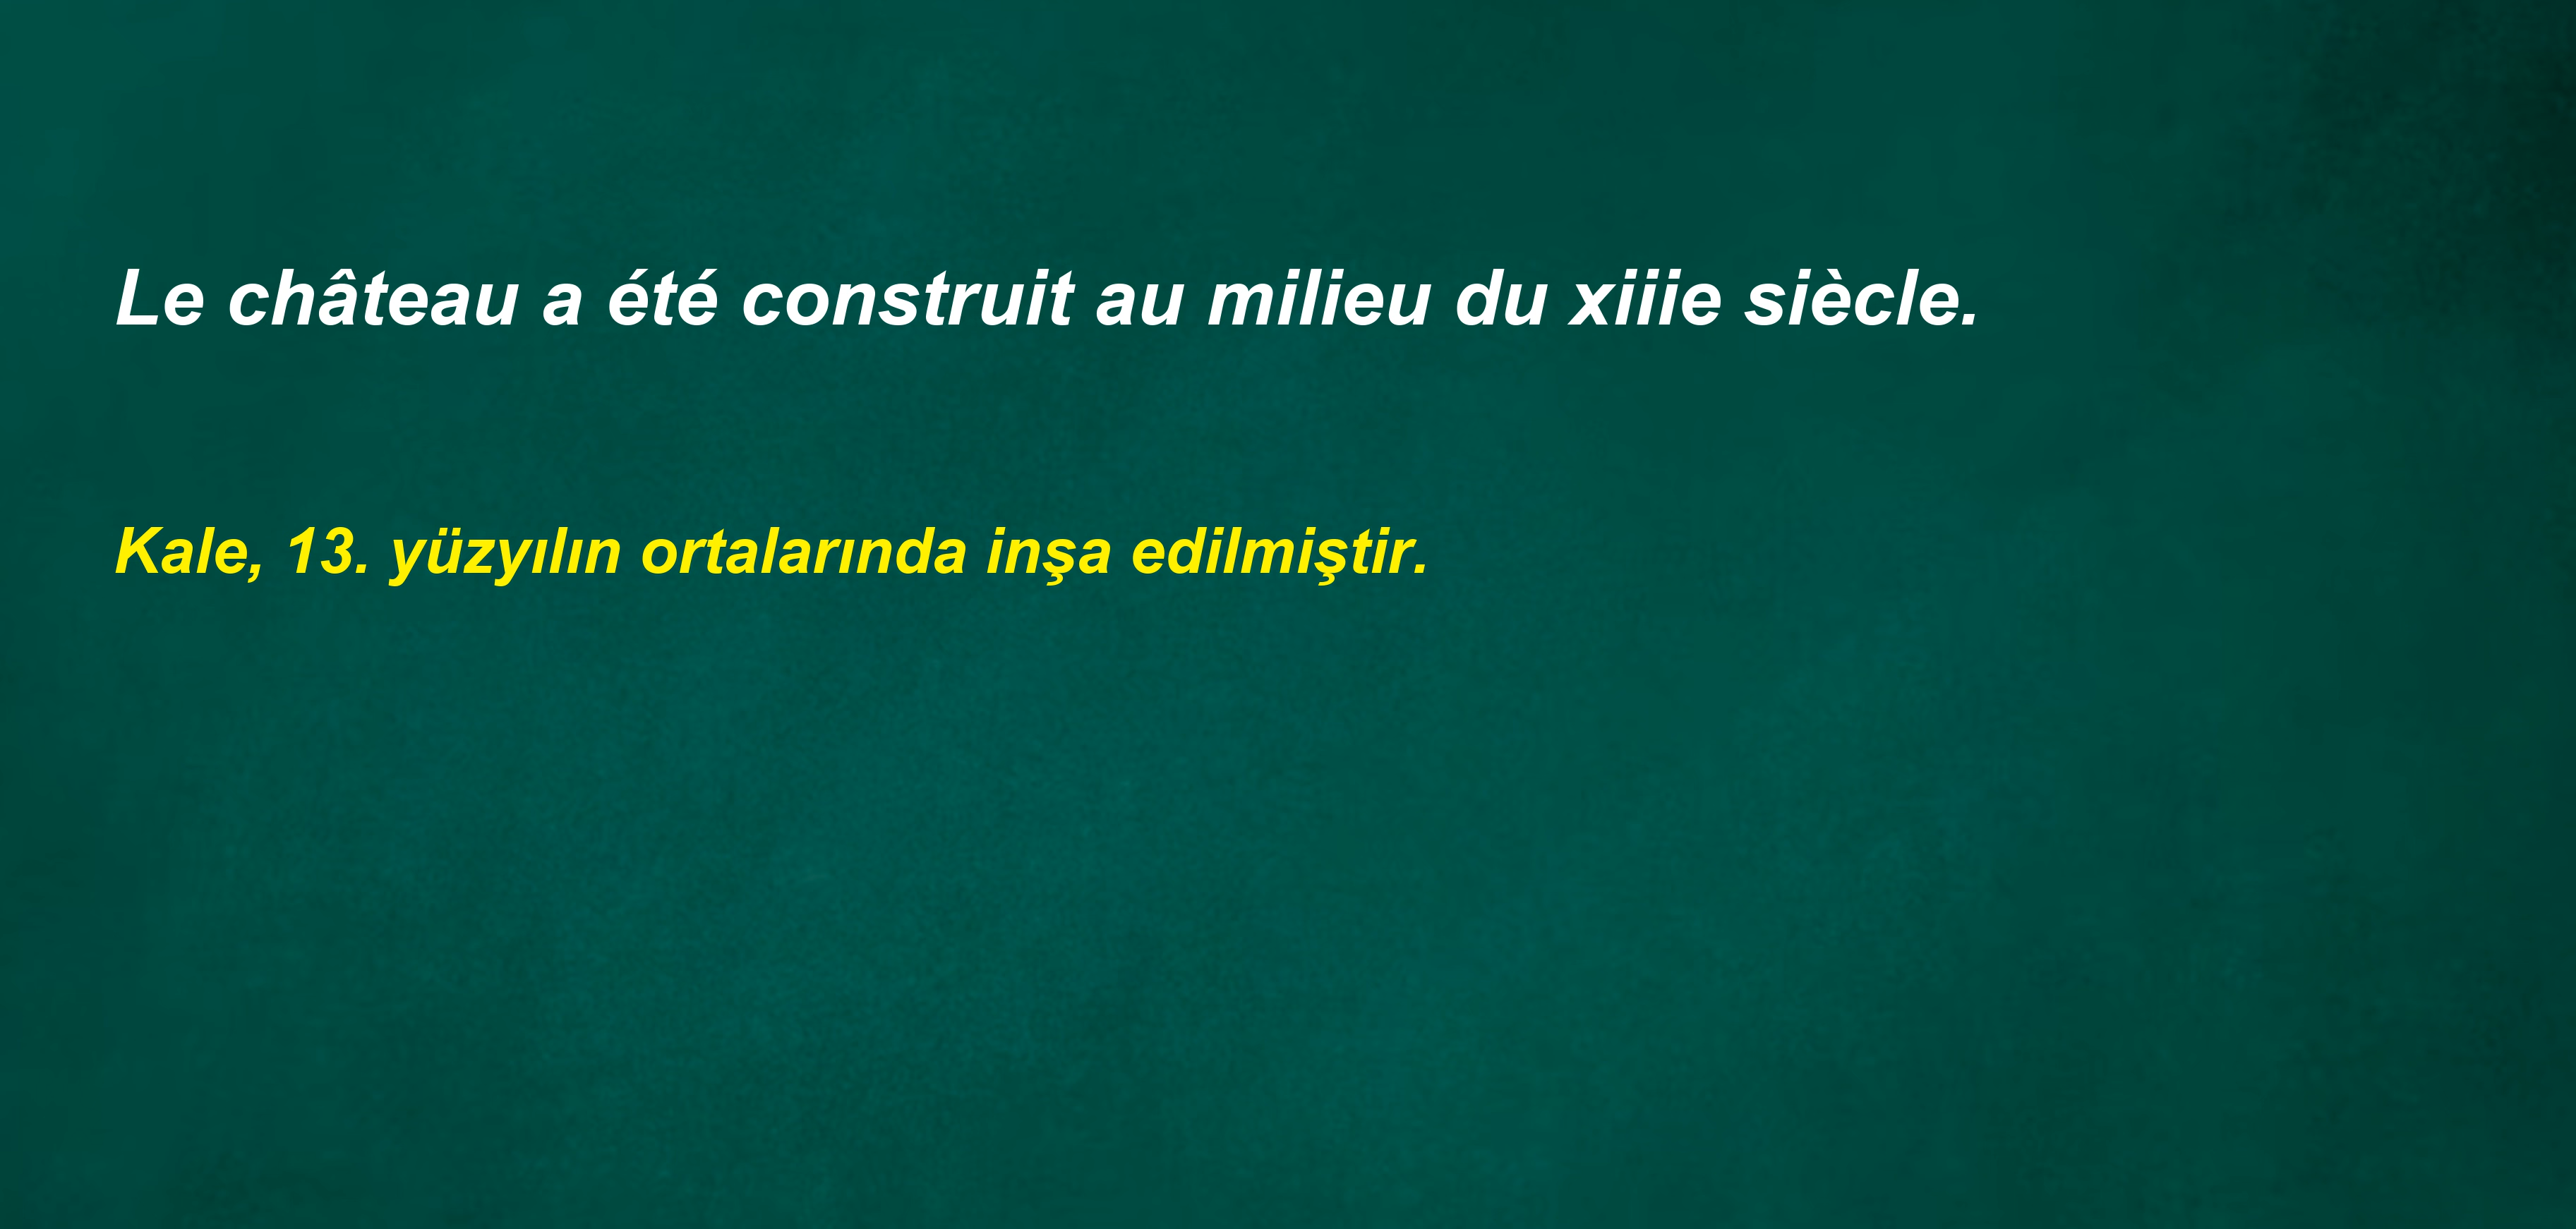 Le château a été construit au milieu du xiiie siècle.
Kale, 13. yüzyılın ortalarında inşa edilmiştir.